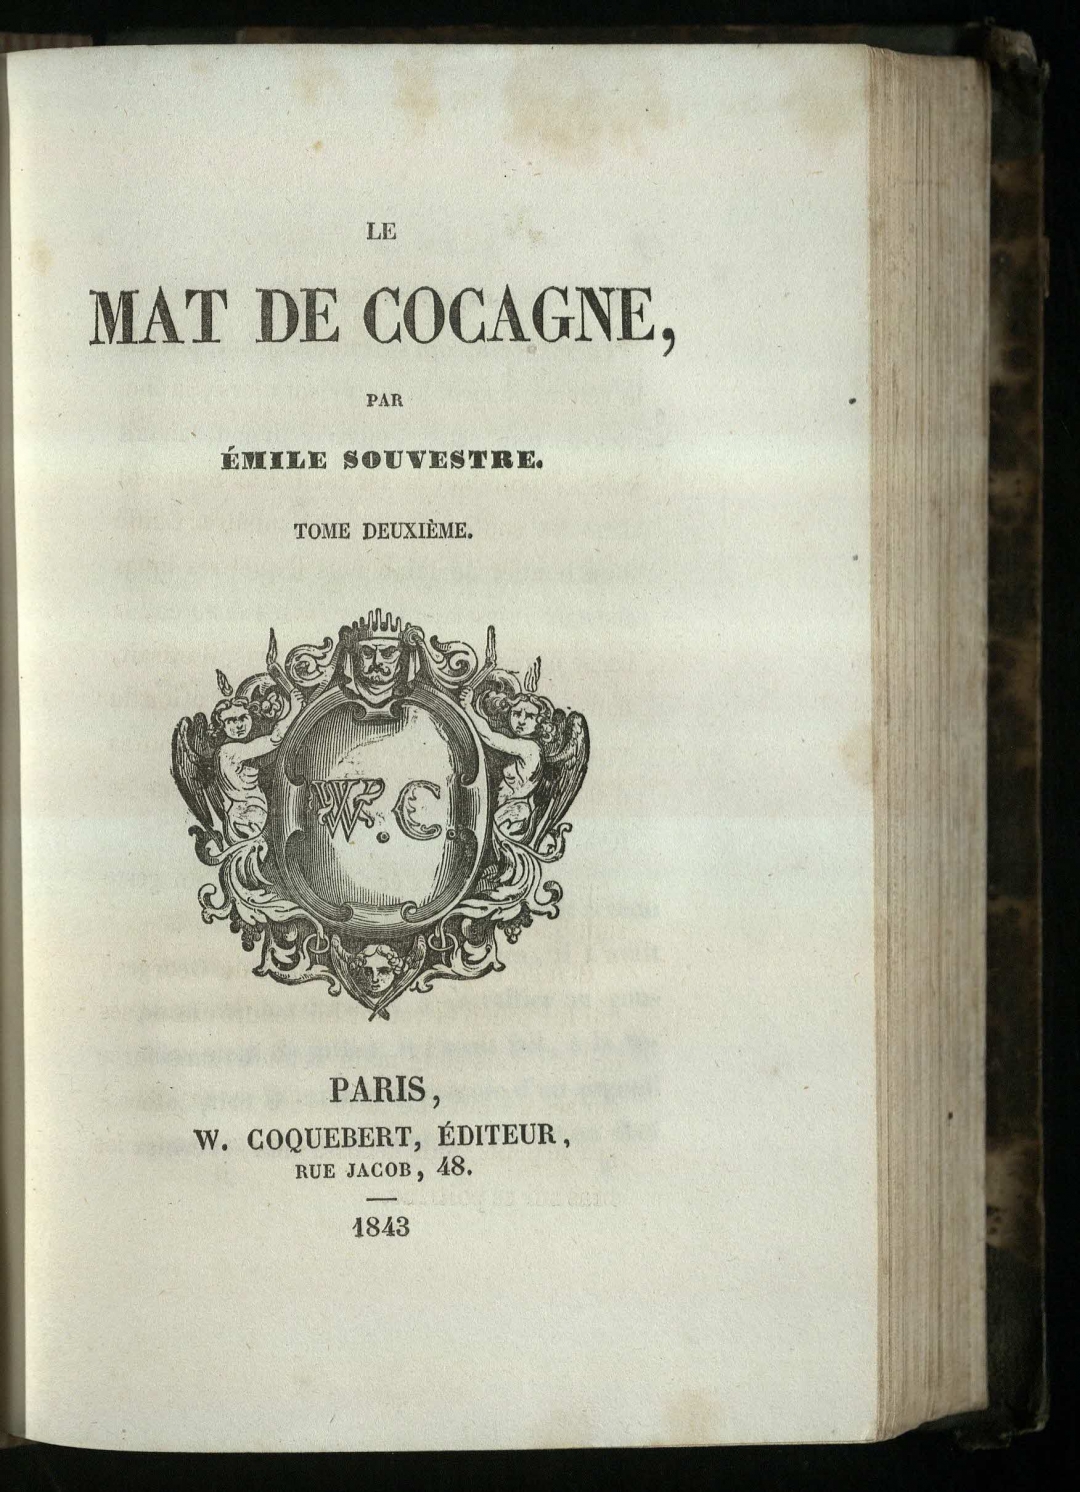 LE
MAT DE COCAGNE,
PAR
ÉMILE SOUVESTRE.
TOME DEUXIÈME.
W. C.
PARIS,
W. COQUEBERT, ÉDITEUR,
RUE JACOB, 48.
1843